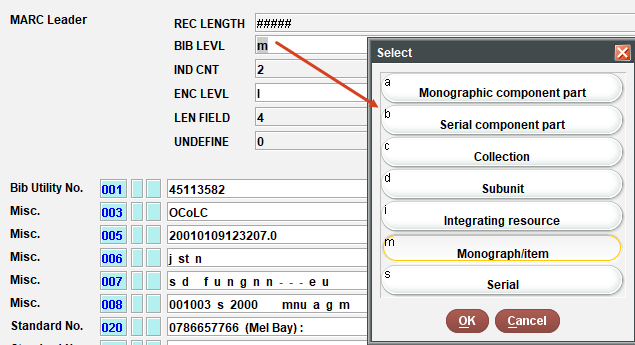 MARC Leader REC LENGTH #####
BIB LEVL m
IND CNT 2
ENC LEVL I
LEN FIELD 4
UNDEFINE 0
Bib Utility No. 001 45113582
Misc. 003 OCoLC
Misc. 005 20010109123207.0
Misc. 006 j st n
Misc. 007 s d f u n g n n - - - e u
Misc. 008 001003 s 2000 mnu a g m
Standard No. 020 0786657766 (Mel Bay) :
Select
a Monographic component part
b Serial component part
c Collection
d Subunit
i Integrating resource
m Monograph/item
s Serial
OK Cancel